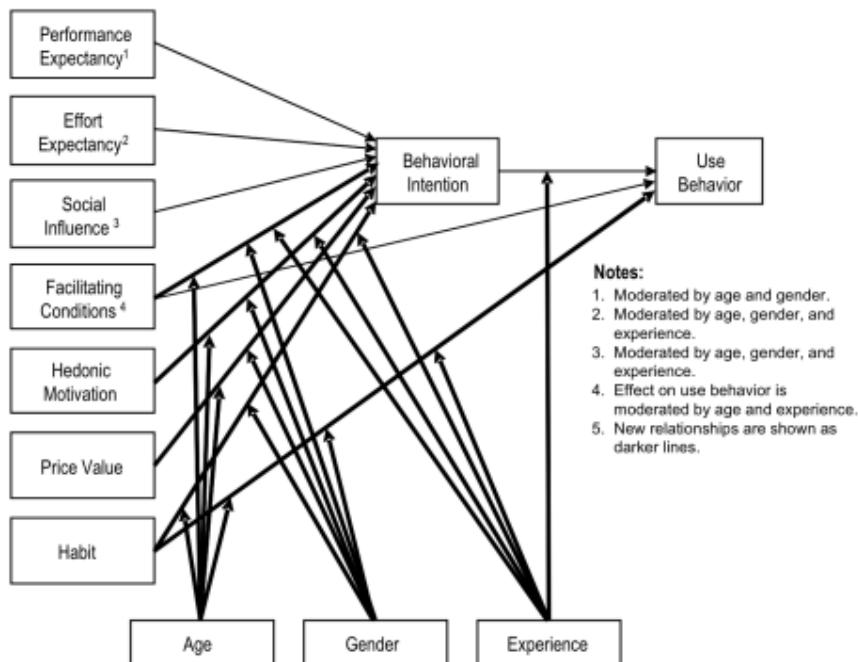 Performance
Expectancy1
Effort
Expectancy2
Social
Influence 3
Facilitating
Conditions 4
Hedonic
Motivation
Price Value
Habit
Behavioral
Intention
Use
Behavior
Notes:
1. Moderated by age and gender.
2. Moderated by age, gender, and
experience.
3. Moderated by age, gender, and
experience.
4. Effect on use behavior is
moderated by age and experience.
5. New relationships are shown as
darker lines.
Age
Gender
Experience